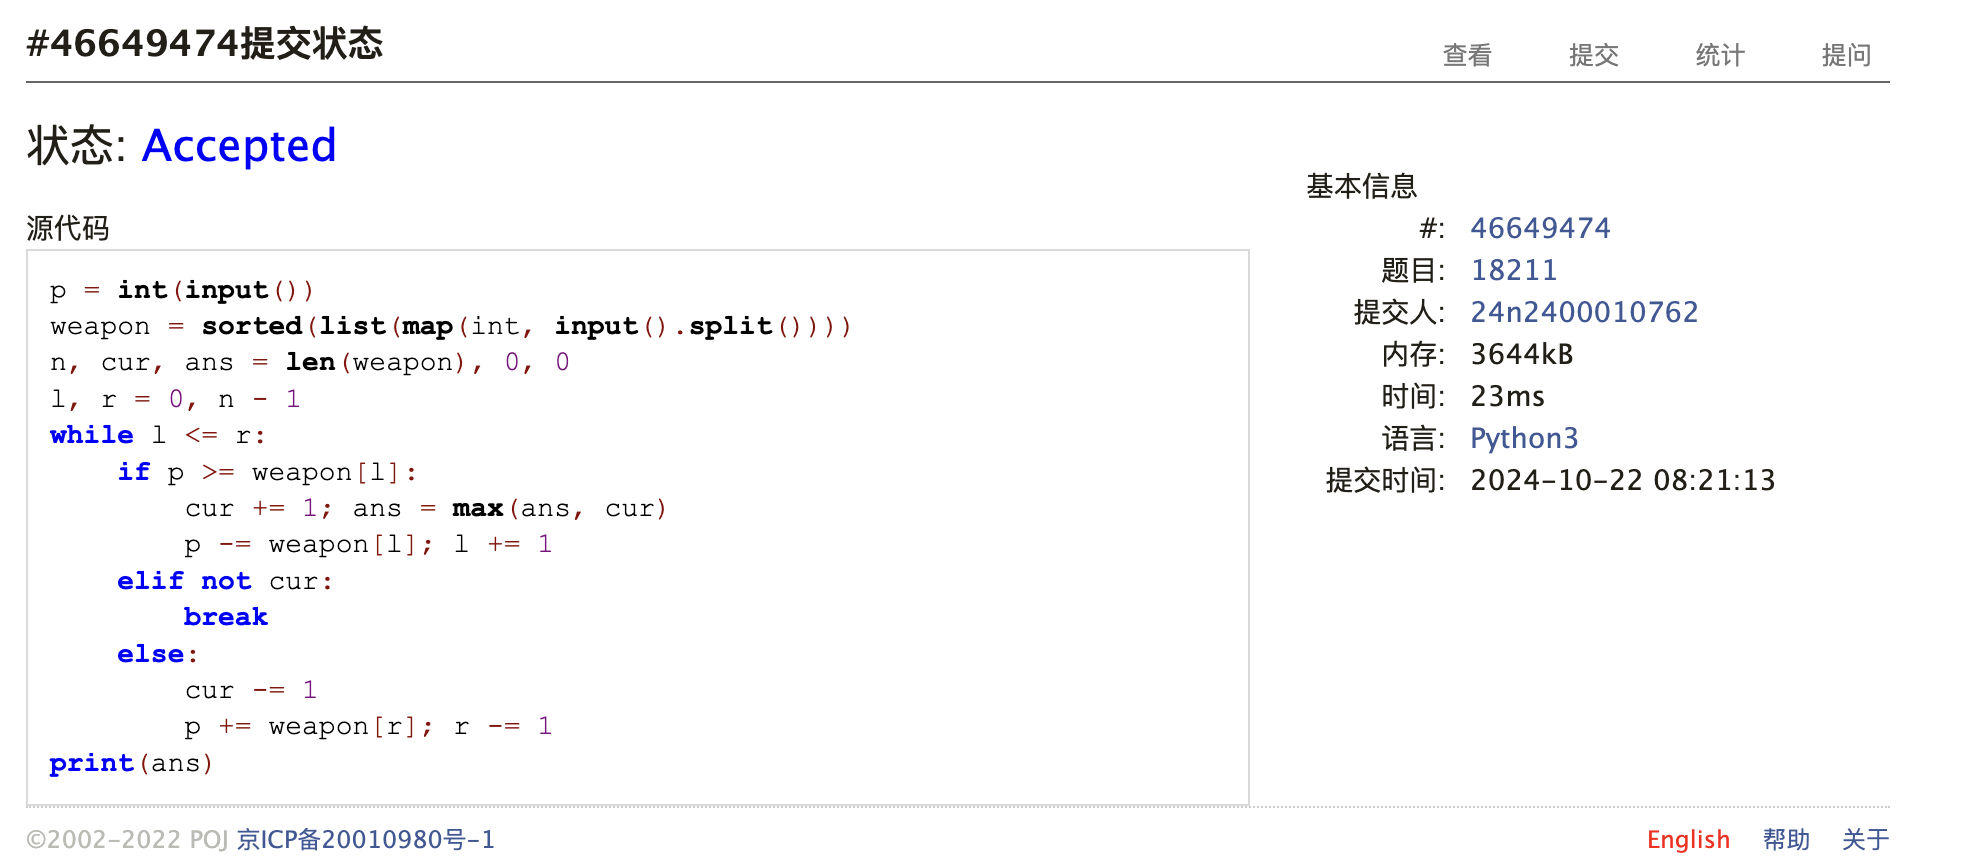 #46649474提交状态
查看 提交 统计 提问
状态: Accepted
源代码
p = int(input())
weapon = sorted(list(map(int, input().split())))
n, cur, ans = len(weapon), 0, 0
l, r = 0, n - 1
while l <= r:
    if p >= weapon[l]:
        cur += 1; ans = max(ans, cur)
        p -= weapon[l]; l += 1
    elif not cur:
        break
    else:
        cur -= 1
        p += weapon[r]; r -= 1
print(ans)
基本信息
#: 46649474
题目: 18211
提交人: 24n2400010762
内存: 3644kB
时间: 23ms
语言: Python3
提交时间: 2024-10-22 08:21:13
©2002-2022 POJ 京ICP备20010980号-1
English 帮助 关于